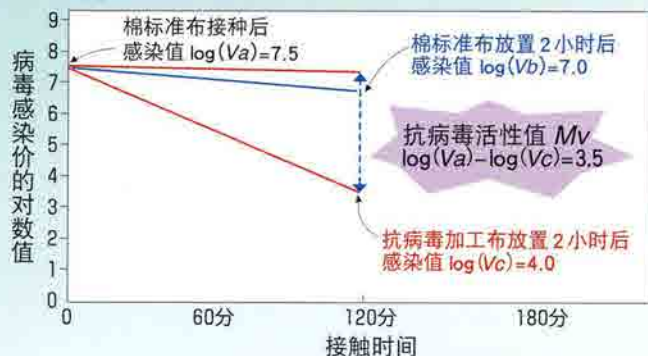 病毒感染价的对数值
9
8
7
6
5
4
3
2
1
0
棉标准布接种后
感染值 log(Va)=7.5
棉标准布放置2小时后
感染值 log(Vb)=7.0
抗病毒活性值 Mv
log(Va)-log(Vc)=3.5
抗病毒加工布放置2小时后
感染值 log(Vc)=4.0
0 60分 120分 180分
接触时间